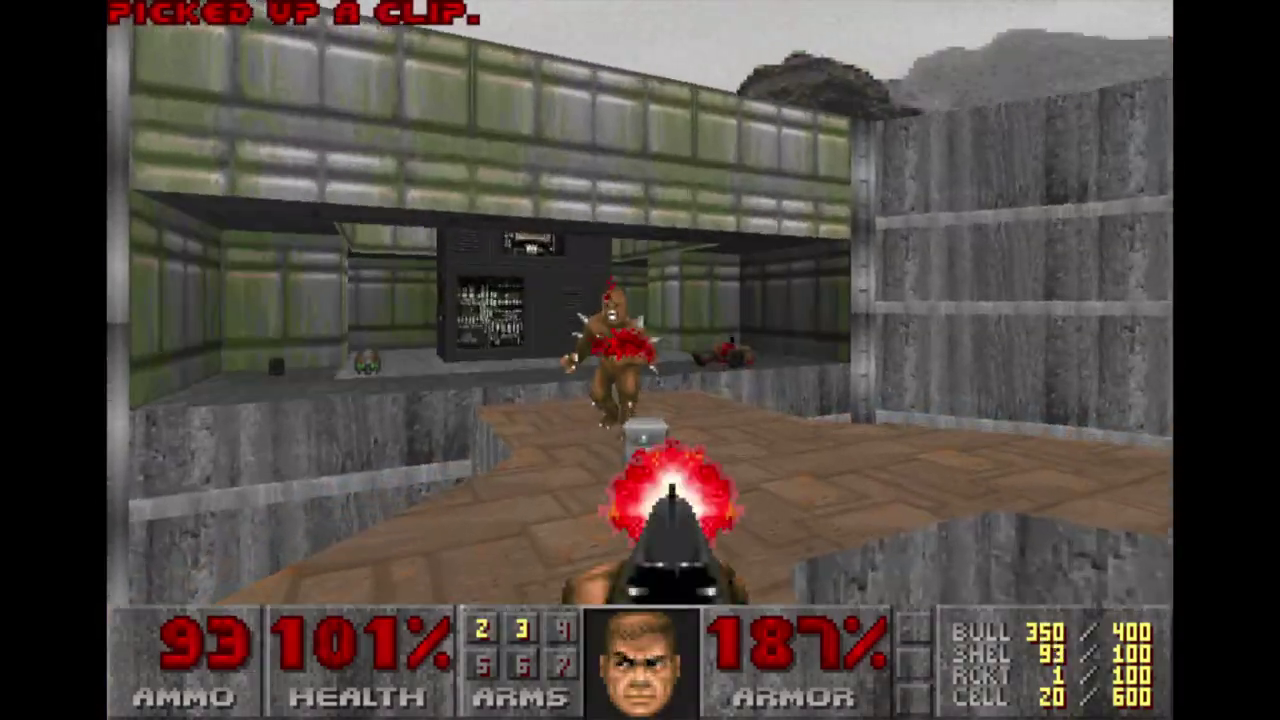 PICKED UP A CLIP.
93 101% 2 3 4 187% BULL 350 / 400
SHEL 93 / 100
5 6 7 RCKT 1 / 100
AMMO HEALTH ARMS ARMOR CELL 20 / 600